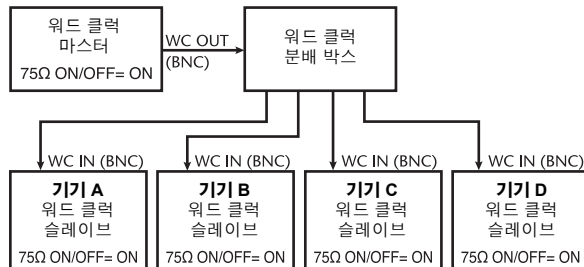 워드 클럭
마스터
75Ω ON/OFF= ON
WC OUT
(BNC)
워드 클럭
분배 박스
WC IN (BNC)
WC IN (BNC)
WC IN (BNC)
WC IN (BNC)
기기 A
워드 클럭
슬레이브
75Ω ON/OFF= ON
기기 B
워드 클럭
슬레이브
75Ω ON/OFF= ON
기기 C
워드 클럭
슬레이브
75Ω ON/OFF= ON
기기 D
워드 클럭
슬레이브
75Ω ON/OFF= ON